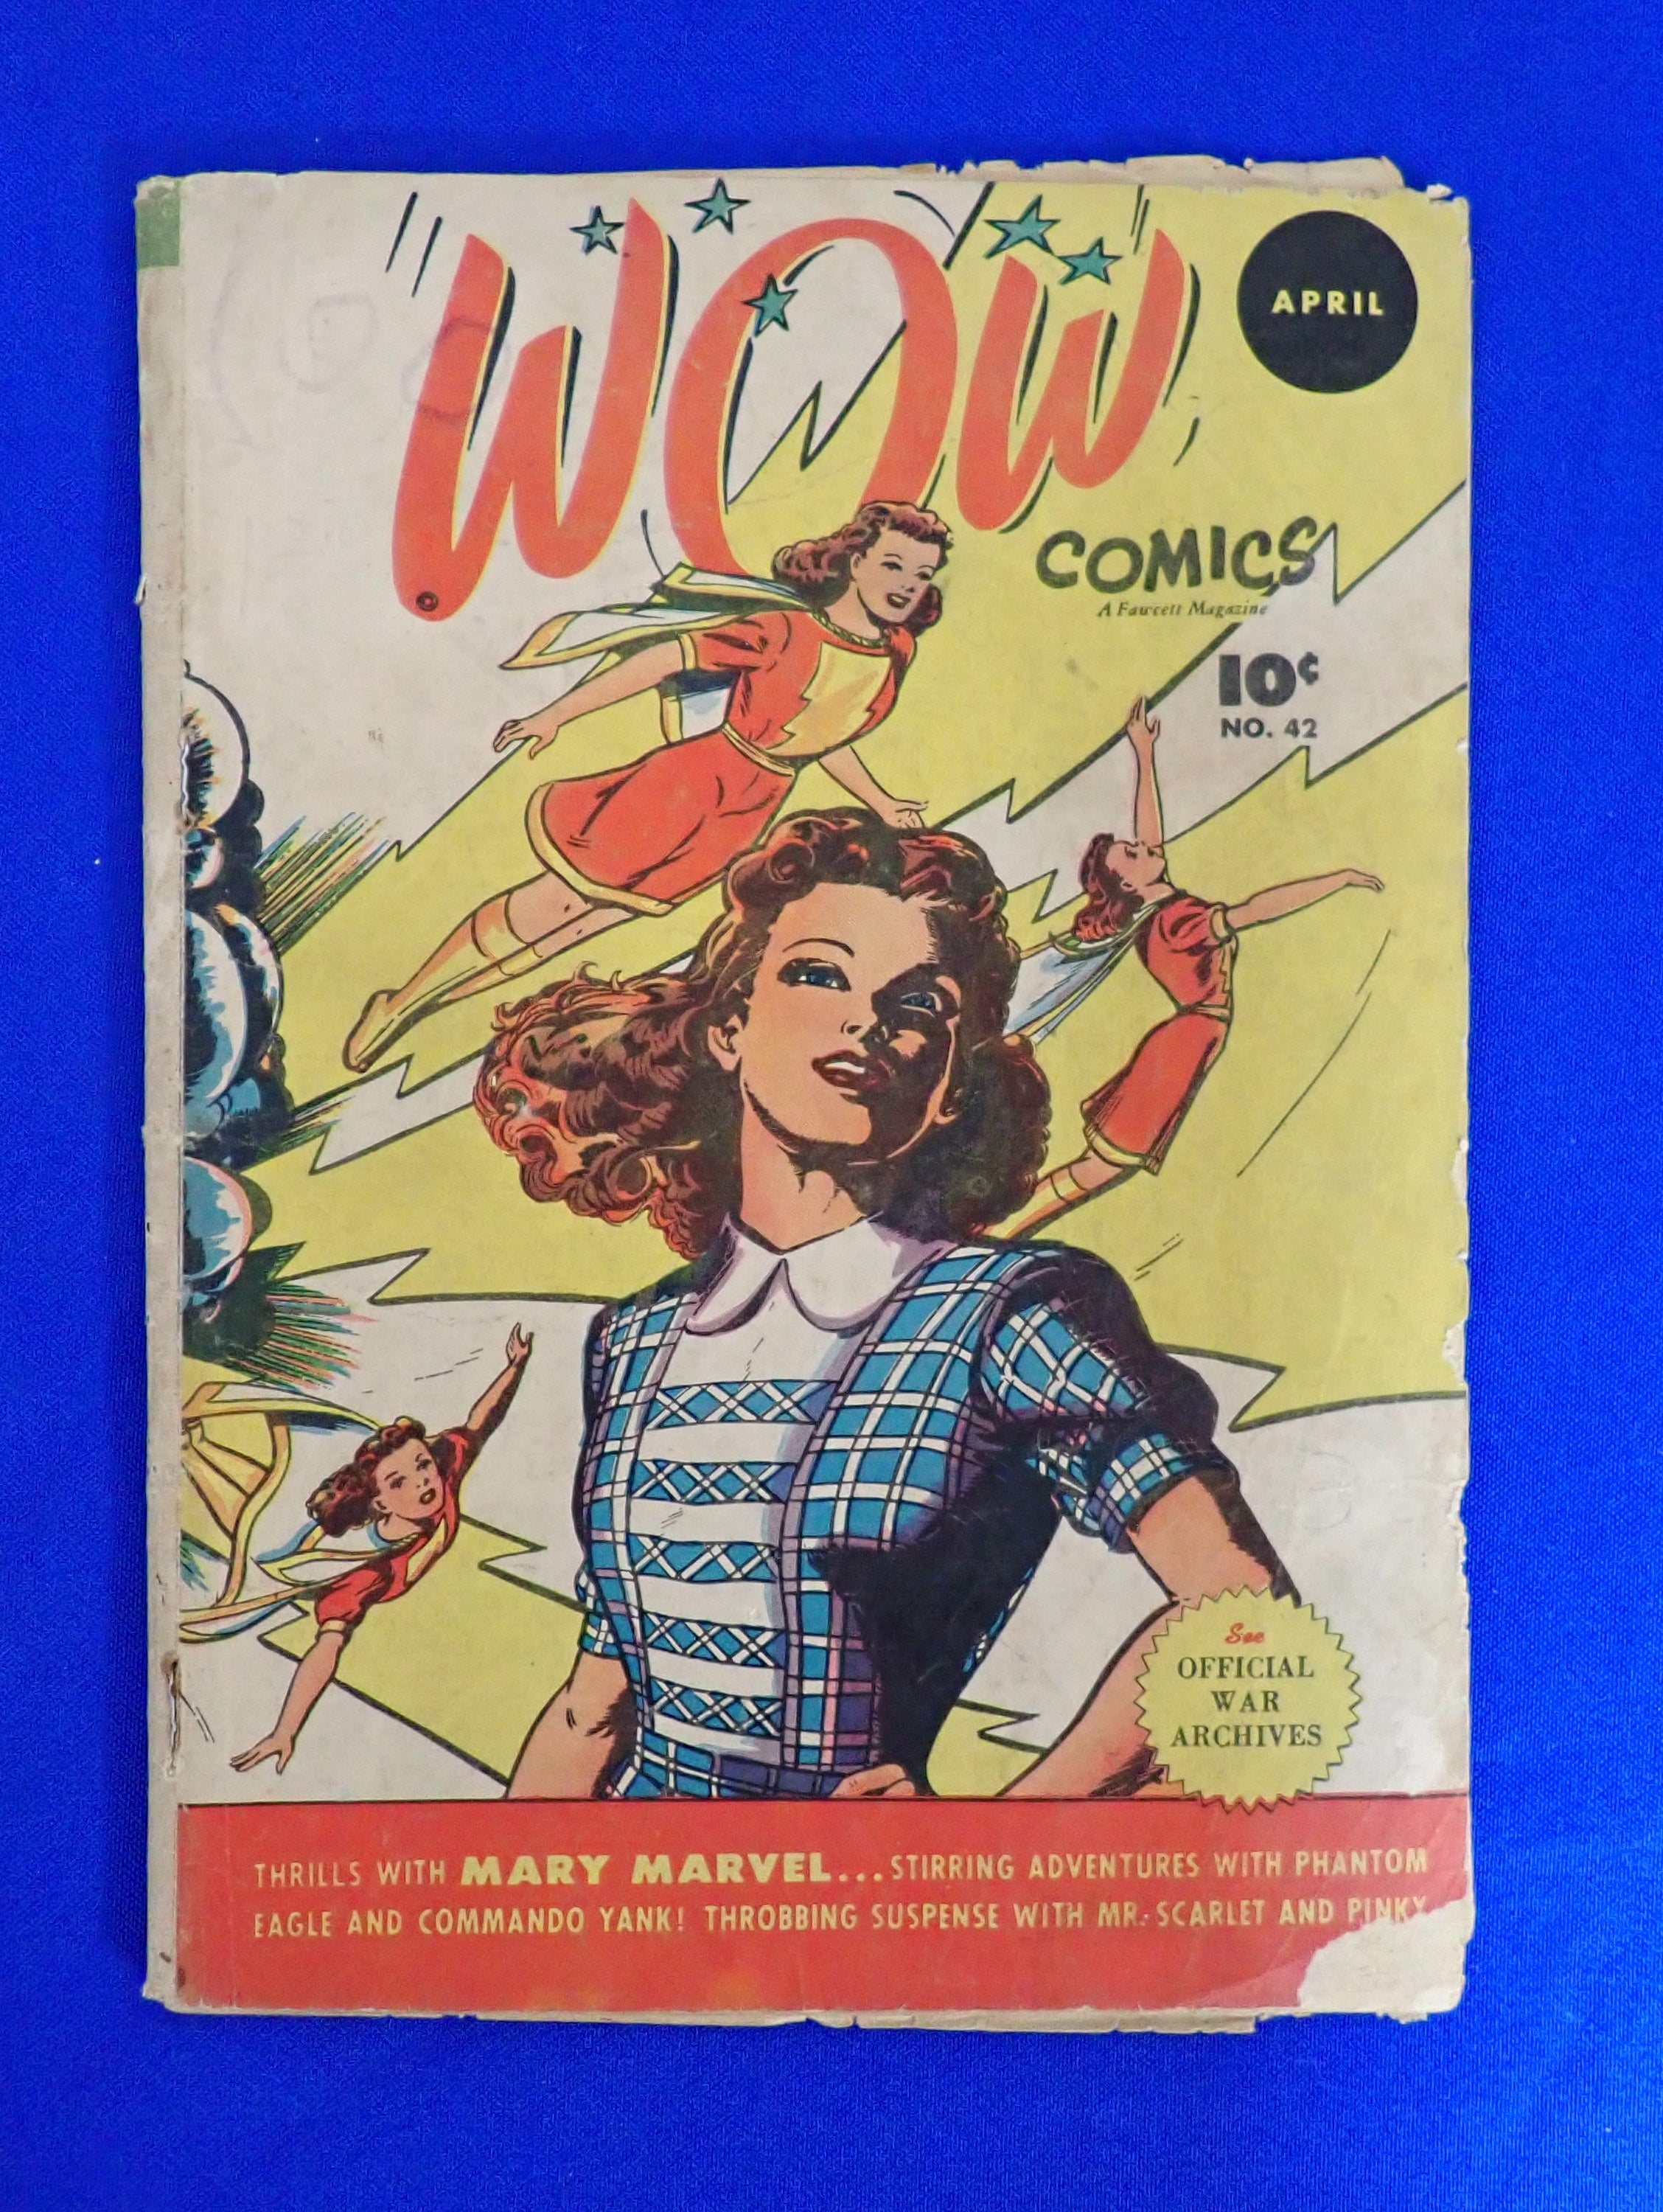 WOW
APRIL
COMICS
A Fawcett Magazine
10¢
NO. 42
See
OFFICIAL
WAR
ARCHIVES
THRILLS WITH MARY MARVEL... STIRRING ADVENTURES WITH PHANTOM
EAGLE AND COMMANDO YANK! THROBBING SUSPENSE WITH MR. SCARLET AND PINKY